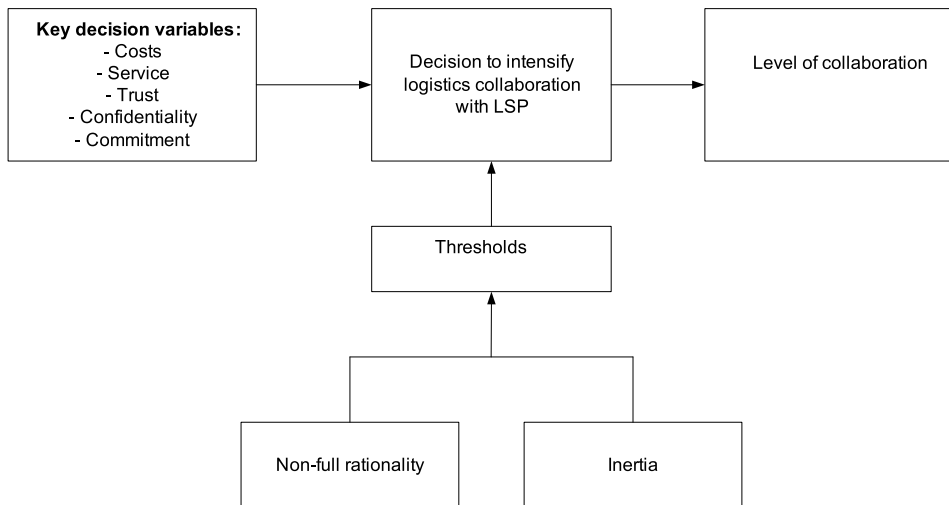 Key decision variables:
- Costs
- Service
- Trust
- Confidentiality
- Commitment
Decision to intensify
logistics collaboration
with LSP
Level of collaboration
Thresholds
Non-full rationality
Inertia